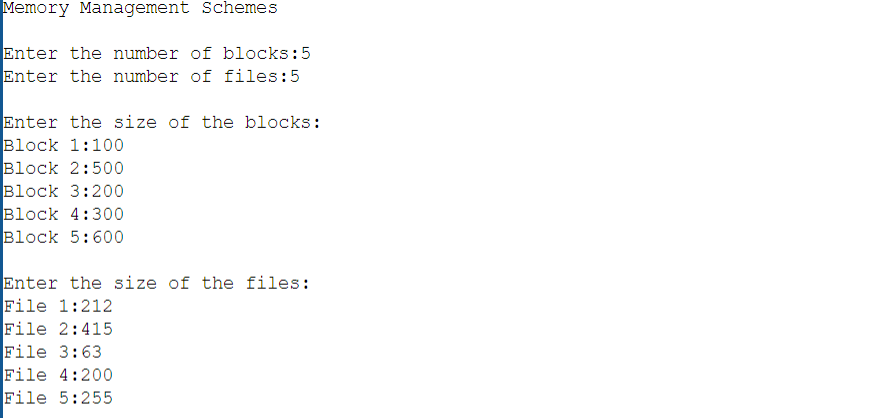 Memory Management Schemes
Enter the number of blocks:5
Enter the number of files:5
Enter the size of the blocks:
Block 1:100
Block 2:500
Block 3:200
Block 4:300
Block 5:600
Enter the size of the files:
File 1:212
File 2:415
File 3:63
File 4:200
File 5:255